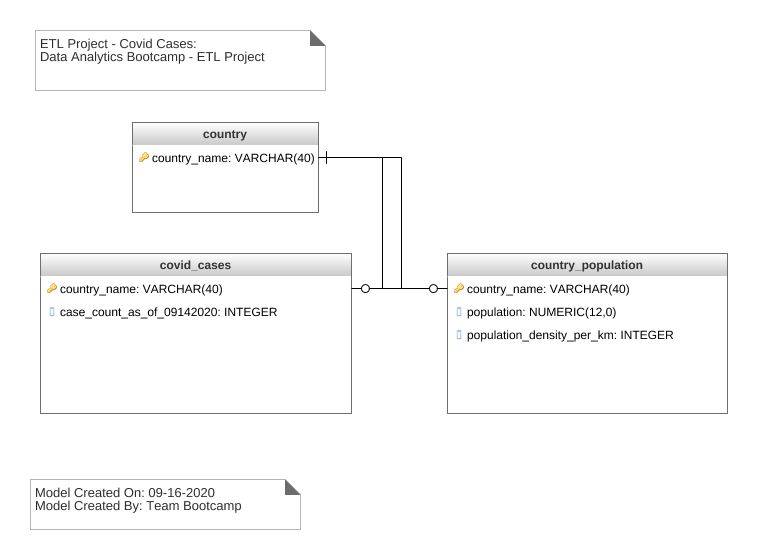 ETL Project - Covid Cases:
Data Analytics Bootcamp - ETL Project
country
country_name: VARCHAR(40)
covid_cases
country_name: VARCHAR(40)
case_count_as_of_09142020: INTEGER
country_population
country_name: VARCHAR(40)
population: NUMERIC(12,0)
population_density_per_km: INTEGER
Model Created On: 09-16-2020
Model Created By: Team Bootcamp